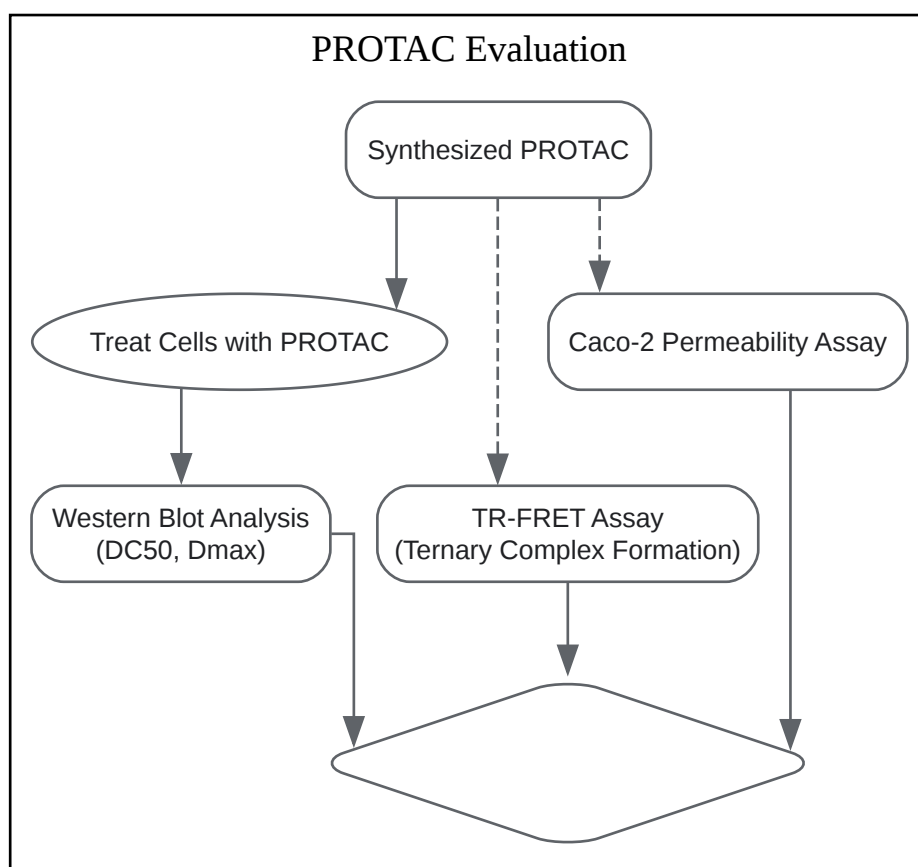 PROTAC Evaluation
Synthesized PROTAC
Treat Cells with PROTAC
Caco-2 Permeability Assay
Western Blot Analysis
(DC50, Dmax)
TR-FRET Assay
(Ternary Complex Formation)